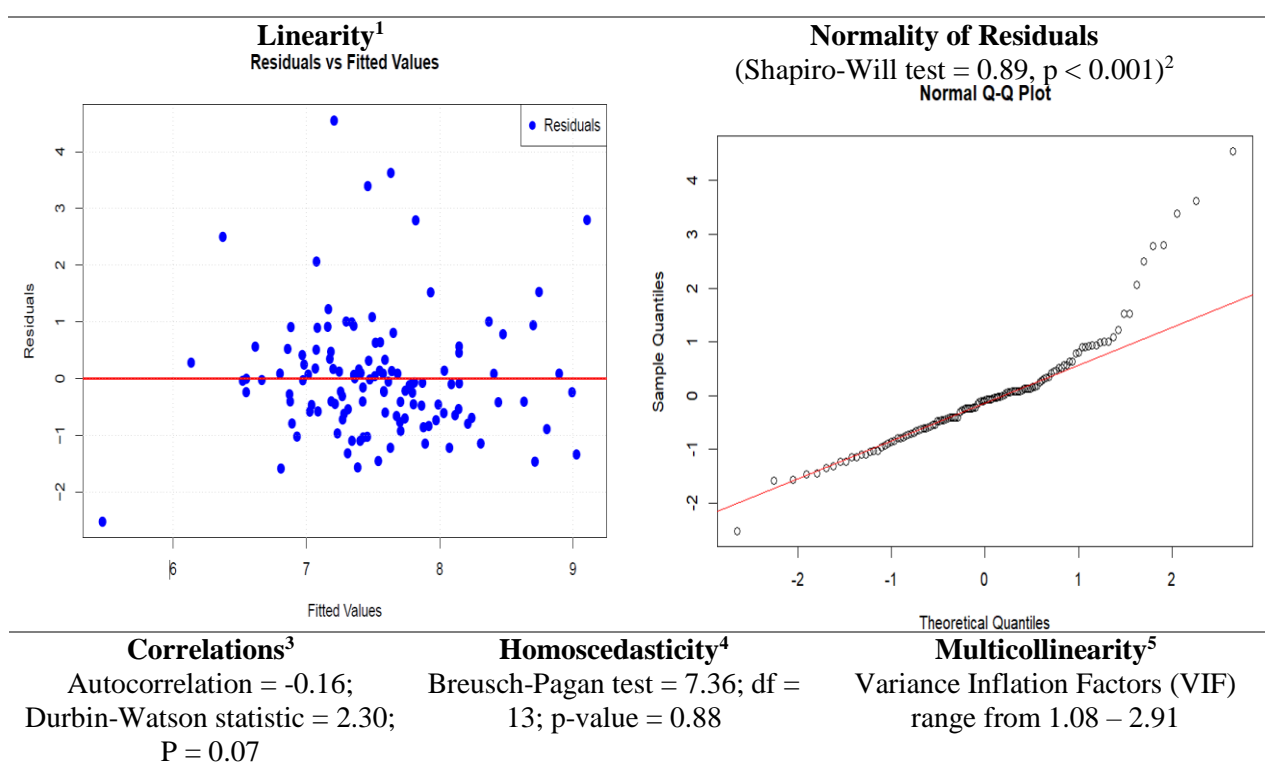 Linearity¹
Residuals vs Fitted Values
Residuals
4
3
2
1
0
-1
-2
Residuals
6
7
8
9
Fitted Values
Normality of Residuals
(Shapiro-Will test = 0.89, p < 0.001)²
Normal Q-Q Plot
4
3
2
1
0
-1
-2
Sample Quantiles
-2
-1
0
1
2
Theoretical Quantiles
Correlations³
Autocorrelation = -0.16;
Durbin-Watson statistic = 2.30;
P = 0.07
Homoscedasticity⁴
Breusch-Pagan test = 7.36; df =
13; p-value = 0.88
Multicollinearity⁵
Variance Inflation Factors (VIF)
range from 1.08 – 2.91